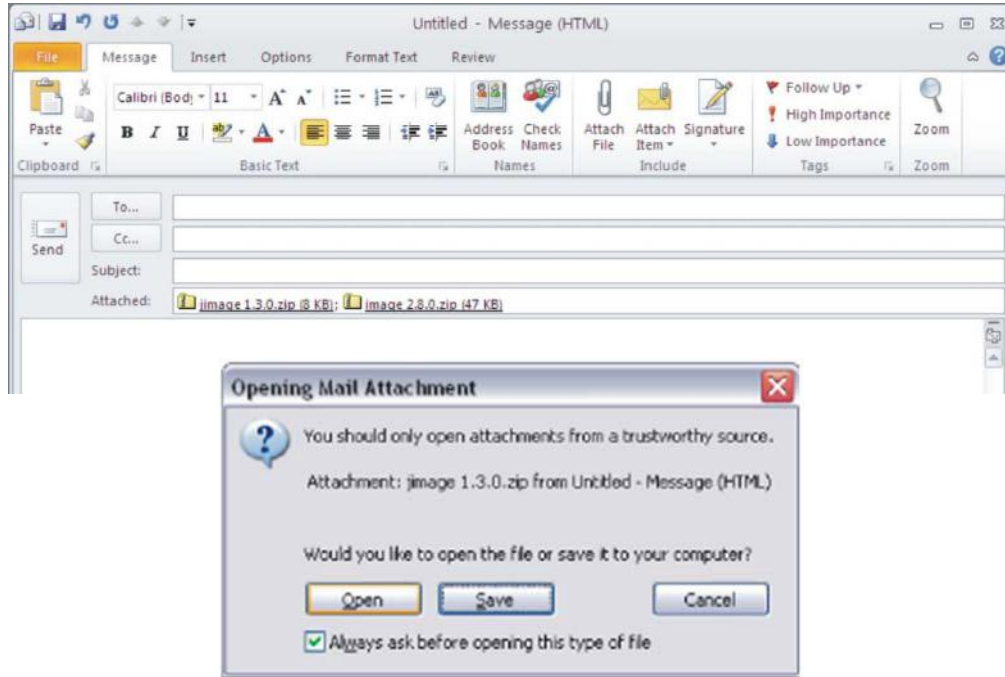 Untitled - Message (HTML)
File Message Insert Options Format Text Review
Paste
Calibri (Body 11 A A
B I U A
Address Book
Check Names
Attach File
Attach Item
Signature
Follow Up
High Importance
Low Importance
Zoom
Clipboard Basic Text Names Include Tags Zoom
Send
To...
Cc...
Subject:
Attached: jimage 1.3.0.zip (8 KB); image 2.8.0.zip (47 KB)
Opening Mail Attachment
You should only open attachments from a trustworthy source.
Attachment: jimage 1.3.0.zip from Untitled - Message (HTML)
Would you like to open the file or save it to your computer?
Open Save Cancel
Always ask before opening this type of file